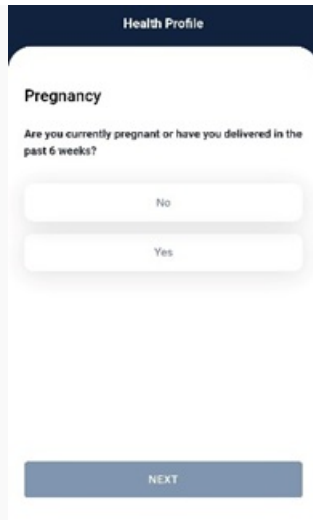 Health Profile
Pregnancy
Are you currently pregnant or have you delivered in the
past 6 weeks?
No
Yes
NEXT